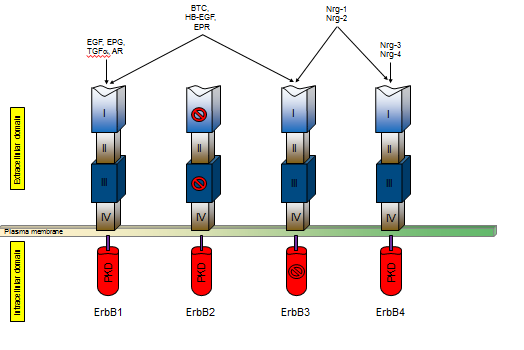 BTC,
HB-EGF,
EPR
Nrg-1
Nrg-2
EGF, EPG,
TGFα, AR
Nrg-3
Nrg-4
Extracellular domain
I
I
I
II
II
II
II
III
III
III
IV
IV
IV
IV
Plasma membrane
Intracellular domain
PKD
PKD
PKD
ErbB1
ErbB2
ErbB3
ErbB4